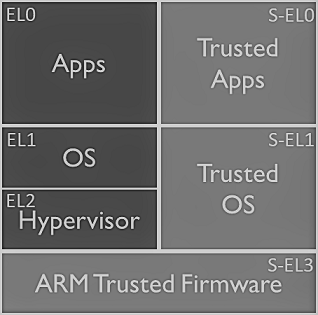 EL0
Apps
S-EL0
Trusted
Apps
EL1
OS
EL2
Hypervisor
S-EL1
Trusted
OS
S-EL3
ARM Trusted Firmware